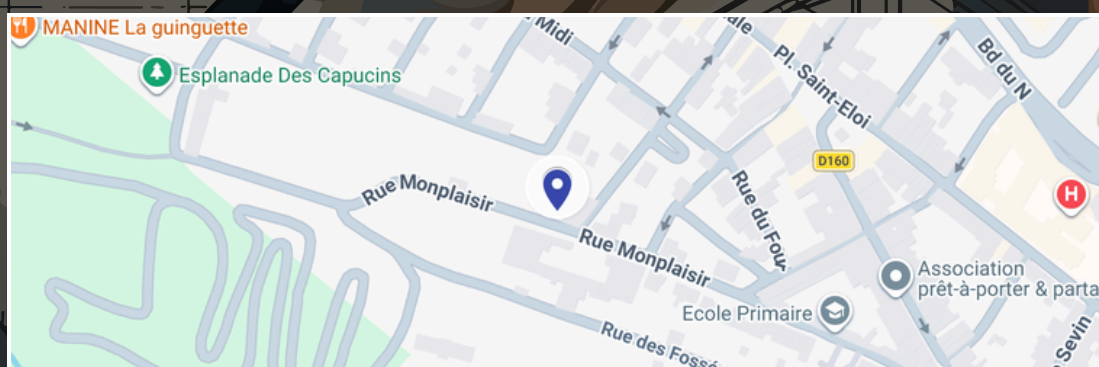 MANINE La guinguette
Esplanade Des Capucins
Midi
Pl. Saint-Eloi
Bd du N
D160
H
Rue Monplaisir
Rue du Four
Rue Monplaisir
Association
prêt-à-porter & parta
Ecole Primaire
Rue des Fossé
Sevin